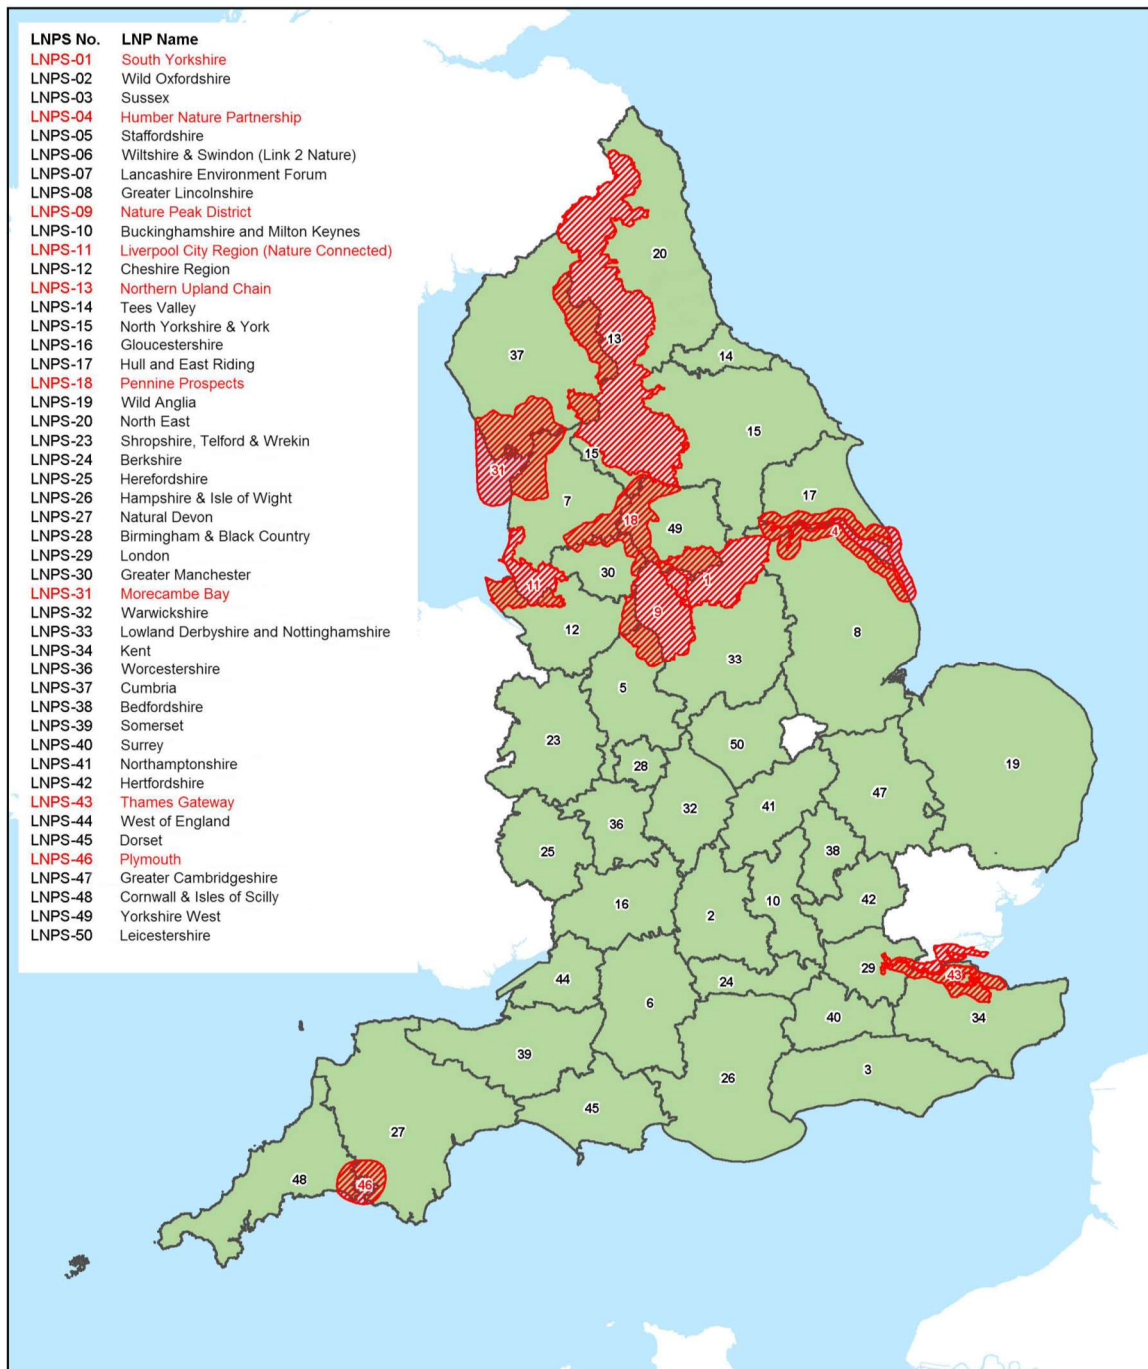 LNPS No. LNP Name
LNPS-01 South Yorkshire
LNPS-02 Wild Oxfordshire
LNPS-03 Sussex
LNPS-04 Humber Nature Partnership
LNPS-05 Staffordshire
LNPS-06 Wiltshire & Swindon (Link 2 Nature)
LNPS-07 Lancashire Environment Forum
LNPS-08 Greater Lincolnshire
LNPS-09 Nature Peak District
LNPS-10 Buckinghamshire and Milton Keynes
LNPS-11 Liverpool City Region (Nature Connected)
LNPS-12 Cheshire Region
LNPS-13 Northern Upland Chain
LNPS-14 Tees Valley
LNPS-15 North Yorkshire & York
LNPS-16 Gloucestershire
LNPS-17 Hull and East Riding
LNPS-18 Pennine Prospects
LNPS-19 Wild Anglia
LNPS-20 North East
LNPS-23 Shropshire, Telford & Wrekin
LNPS-24 Berkshire
LNPS-25 Herefordshire
LNPS-26 Hampshire & Isle of Wight
LNPS-27 Natural Devon
LNPS-28 Birmingham & Black Country
LNPS-29 London
LNPS-30 Greater Manchester
LNPS-31 Morecambe Bay
LNPS-32 Warwickshire
LNPS-33 Lowland Derbyshire and Nottinghamshire
LNPS-34 Kent
LNPS-36 Worcestershire
LNPS-37 Cumbria
LNPS-38 Bedfordshire
LNPS-39 Somerset
LNPS-40 Surrey
LNPS-41 Northamptonshire
LNPS-42 Hertfordshire
LNPS-43 Thames Gateway
LNPS-44 West of England
LNPS-45 Dorset
LNPS-46 Plymouth
LNPS-47 Greater Cambridgeshire
LNPS-48 Cornwall & Isles of Scilly
LNPS-49 Yorkshire West
LNPS-50 Leicestershire
20
13
37
14
15
15
31
17
7
18
49
4
30
11
1
9
12
8
33
5
23
50
28
19
47
32
41
36
25
38
42
16
2
10
29
43
44
24
6
40
34
39
3
26
45
27
48
46